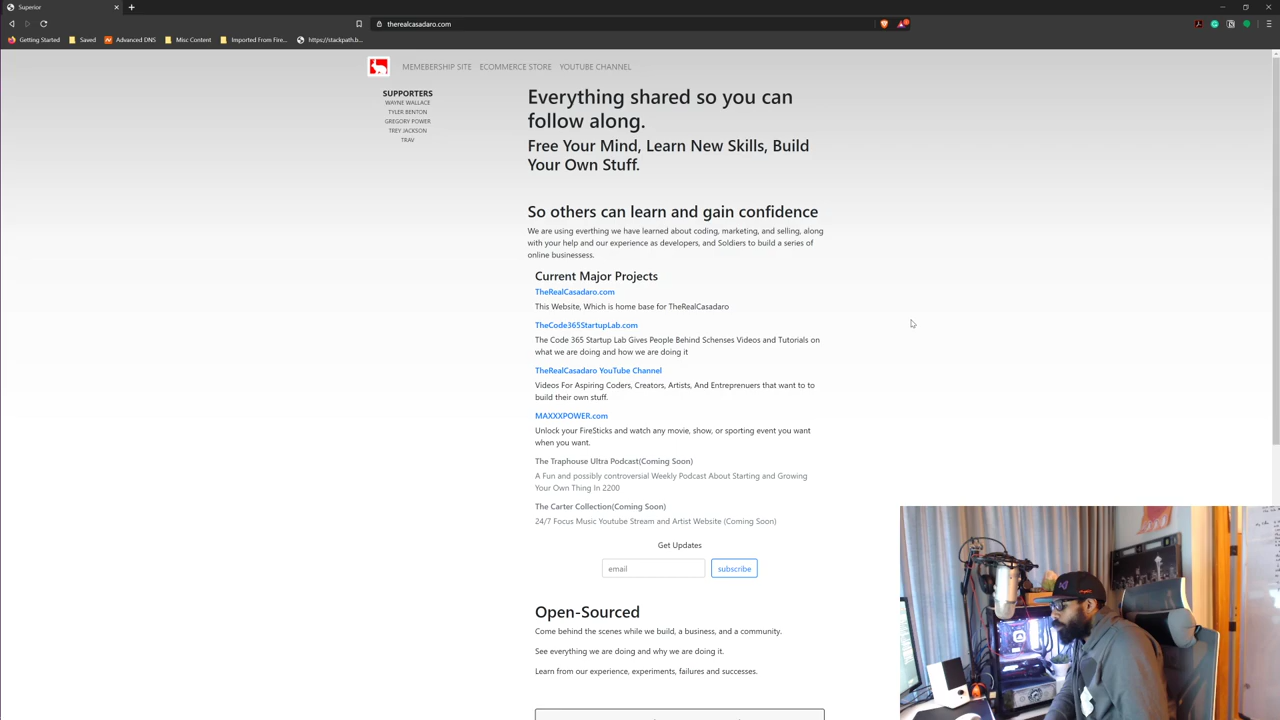 Superior
therealcasadaro.com
Getting Started
Saved
Advanced DNS
Misc Content
Imported From Fire...
https://stackpath.b...
MEMEBERSHIP SITE
ECOMMERCE STORE
YOUTUBE CHANNEL
SUPPORTERS
WAYNE WALLACE
TYLER BENTON
GREGORY POWER
TREY JACKSON
TRAV
Everything shared so you can
follow along.
Free Your Mind, Learn New Skills, Build
Your Own Stuff.
So others can learn and gain confidence
We are using everthing we have learned about coding, marketing, and selling, along
with your help and our experience as developers, and Soldiers to build a series of
online businessess.
Current Major Projects
TheRealCasadaro.com
This Website, Which is home base for TheRealCasadaro
TheCode365StartupLab.com
The Code 365 Startup Lab Gives People Behind Schenses Videos and Tutorials on
what we are doing and how we are doing it
TheRealCasadaro YouTube Channel
Videos For Aspiring Coders, Creators, Artists, And Entreprenuers that want to to
build their own stuff.
MAXXXPOWER.com
Unlock your FireSticks and watch any movie, show, or sporting event you want
when you want.
The Traphouse Ultra Podcast(Coming Soon)
A Fun and possibly controversial Weekly Podcast About Starting and Growing
Your Own Thing In 2200
The Carter Collection(Coming Soon)
24/7 Focus Music Youtube Stream and Artist Website (Coming Soon)
Get Updates
email
subscribe
Open-Sourced
Come behind the scenes while we build, a business, and a community.
See everything we are doing and why we are doing it.
Learn from our experience, experiments, failures and successes.